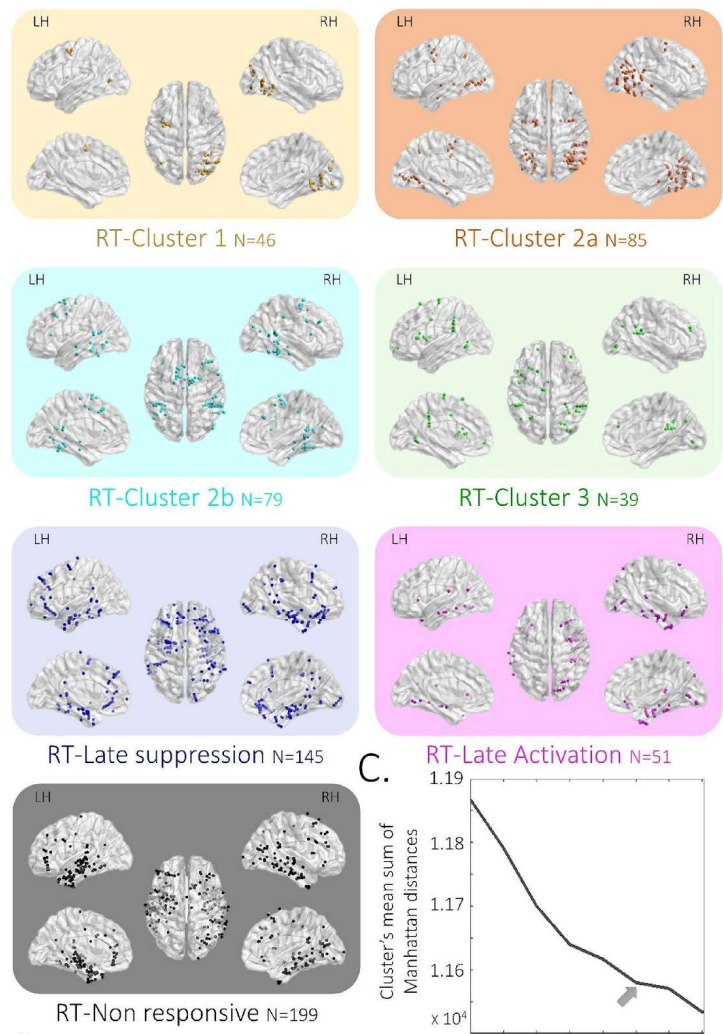 LH RH LH RH
RT-Cluster 1 N=46 RT-Cluster 2a N=85
LH RH LH RH
RT-Cluster 2b N=79 RT-Cluster 3 N=39
LH RH LH RH
RT-Late suppression N=145 RT-Late Activation N=51
C.
LH RH
RT-Non responsive N=199
Cluster's mean sum of
Manhattan distances
1.19
1.18
1.17
1.16
x 10⁴